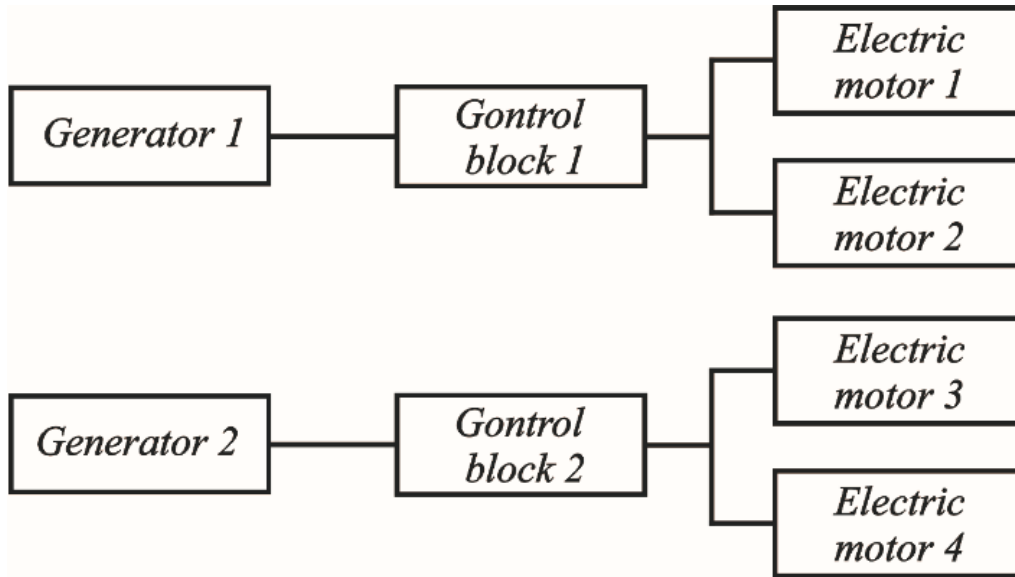 Generator 1
Gontrol
block 1
Electric
motor 1
Electric
motor 2
Generator 2
Gontrol
block 2
Electric
motor 3
Electric
motor 4